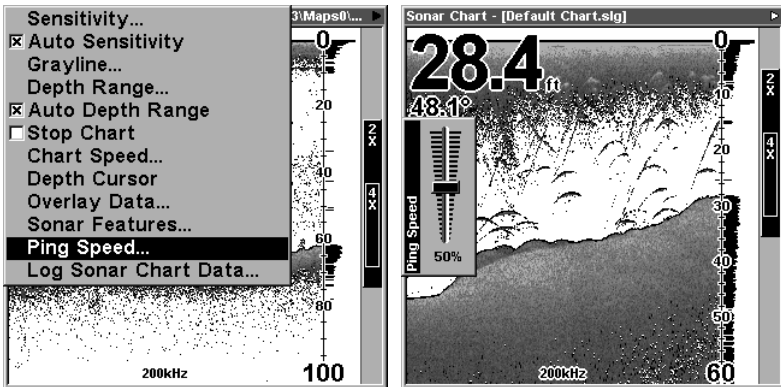 Sensitivity...
Auto Sensitivity
Grayline...
Depth Range...
Auto Depth Range
Stop Chart
Chart Speed...
Depth Cursor
Overlay Data...
Sonar Features...
Ping Speed...
Log Sonar Chart Data...
3\Maps0\...
0
20
40
60
80
100
2X
4X
200kHz
Sonar Chart - [Default Chart.slg]
28.4 ft
48.1°
Ping Speed
50%
0
10
20
30
40
50
60
2X
4X
200kHz